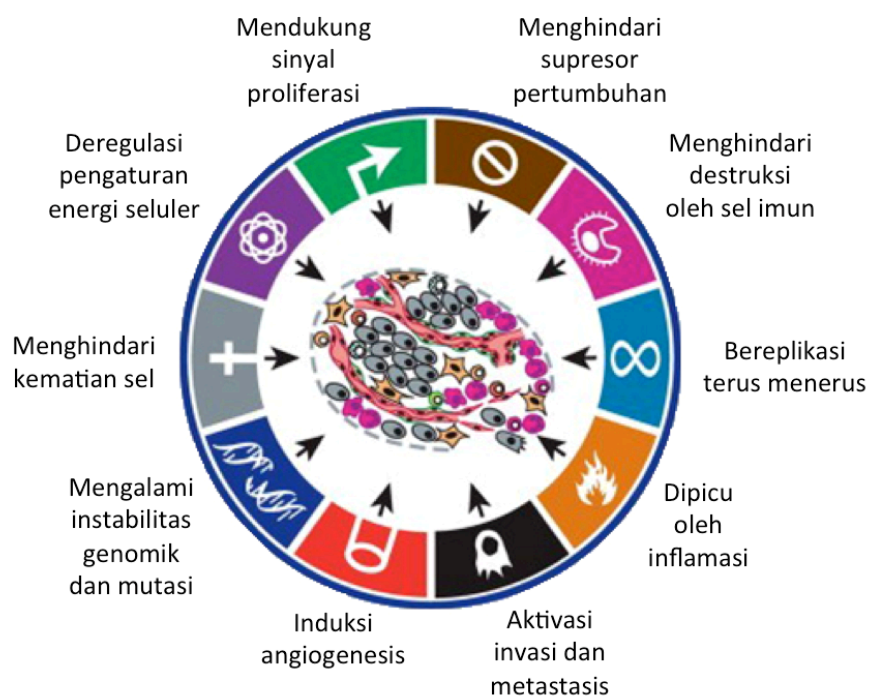 Mendukung
sinyal
proliferasi
Menghindari
supresor
pertumbuhan
Menghindari
destruksi
oleh sel imun
Bereplikasi
terus menerus
Dipicu
oleh
inflamasi
Aktivasi
invasi dan
metastasis
Induksi
angiogenesis
Mengalami
instabilitas
genomik
dan mutasi
Menghindari
kematian sel
Deregulasi
pengaturan
energi seluler